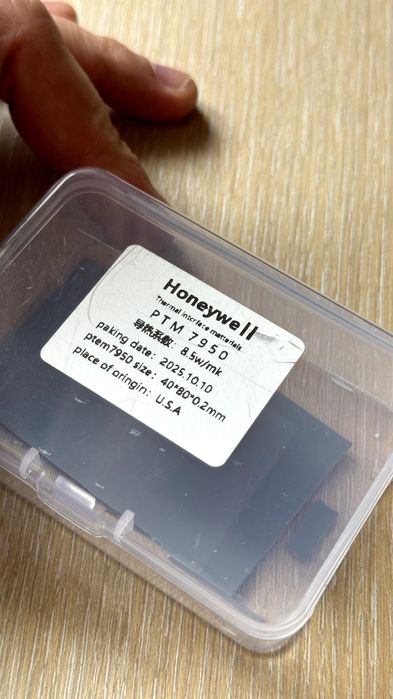 Honeywell
Thermal interface materials
PTM 7950
导热系数: 8.5w/mk
paking date: 2025.10.10
ptem7950 size: 40*80*0.2mm
place of oringin: U.S.A